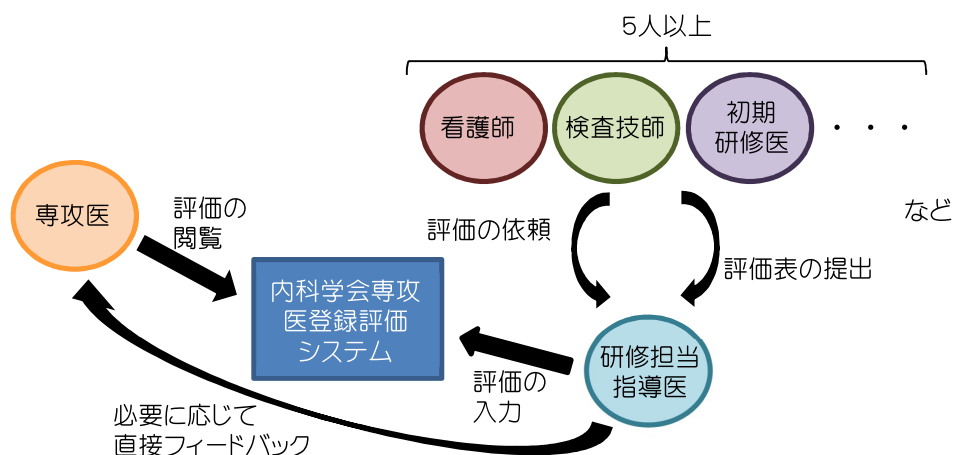 5人以上
看護師
検査技師
初期
研修医
・・・
など
専攻医
評価の
閲覧
評価の依頼
評価表の提出
内科学会専攻
医登録評価
システム
研修担当
指導医
評価の
入力
必要に応じて
直接フィードバック